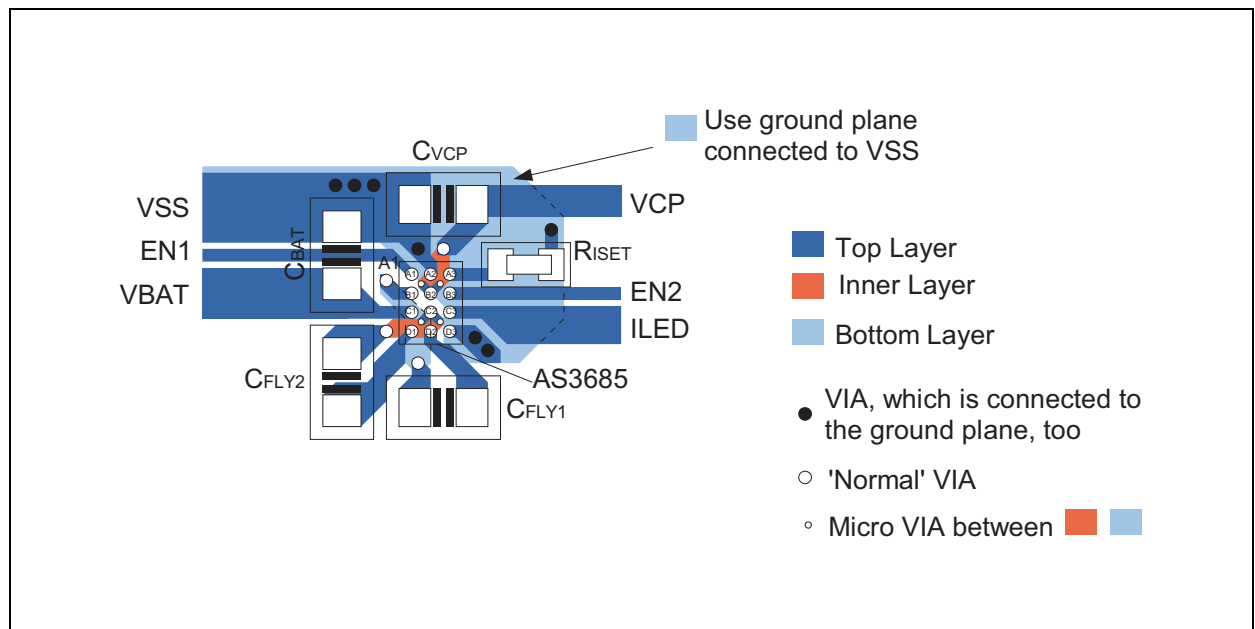 Use ground plane
connected to VSS
CVCP
VSS
VCP
EN1
CBAT
RISET
Top Layer
A1
A1 A2 A3
Inner Layer
VBAT
B1 B2 B3
EN2
C1 C2 C3
ILED
D1 D2 D3
Bottom Layer
CFLY2
AS3685
CFLY1
VIA, which is connected to
the ground plane, too
'Normal' VIA
Micro VIA between